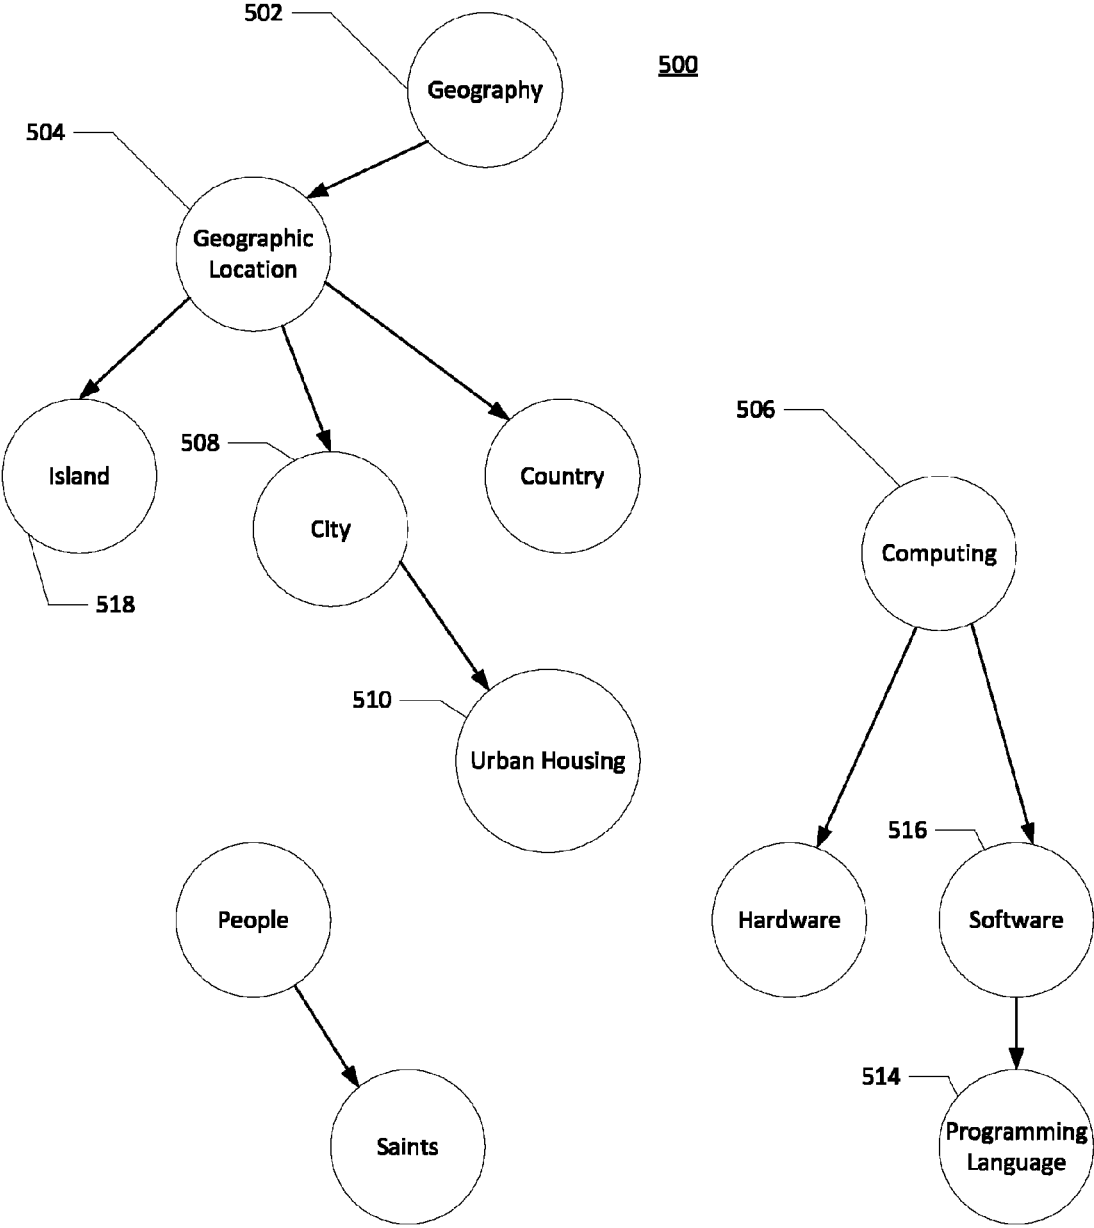 502
Geography
500
504
Geographic
Location
506
Island
508
City
Country
Computing
518
510
Urban Housing
516
People
Hardware
Software
514
Saints
Programming
Language